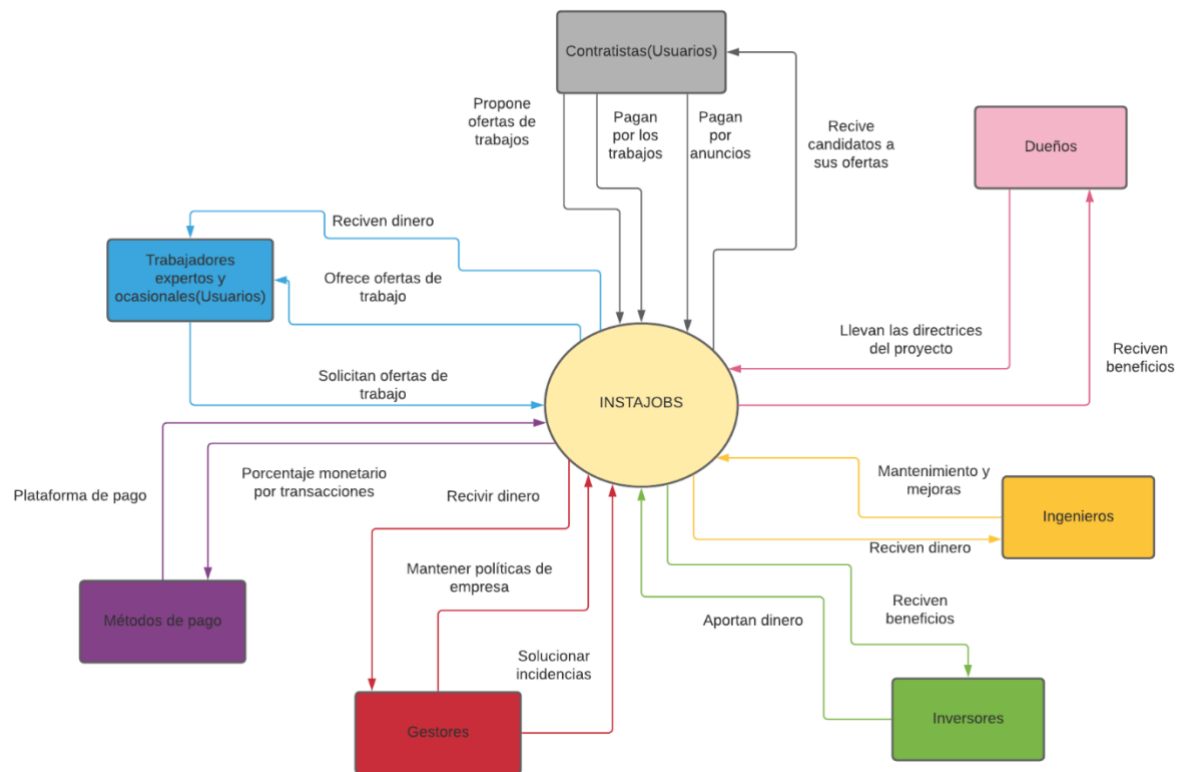 Contratistas(Usuarios)
Propone
ofertas de
trabajos
Pagan
por los
trabajos
Pagan
por
anuncios
Recive
candidatos a
sus ofertas
Dueños
Reciven dinero
Trabajadores
expertos y
ocasionales(Usuarios)
Ofrece ofertas de
trabajo
Llevan las directrices
del proyecto
Reciven
beneficios
Solicitan ofertas de
trabajo
INSTAJOBS
Plataforma de pago
Porcentaje monetario
por transacciones
Recivir dinero
Mantenimiento y
mejoras
Ingenieros
Reciven dinero
Mantener políticas de
empresa
Métodos de pago
Aportan dinero
Reciven
beneficios
Solucionar
incidencias
Gestores
Inversores